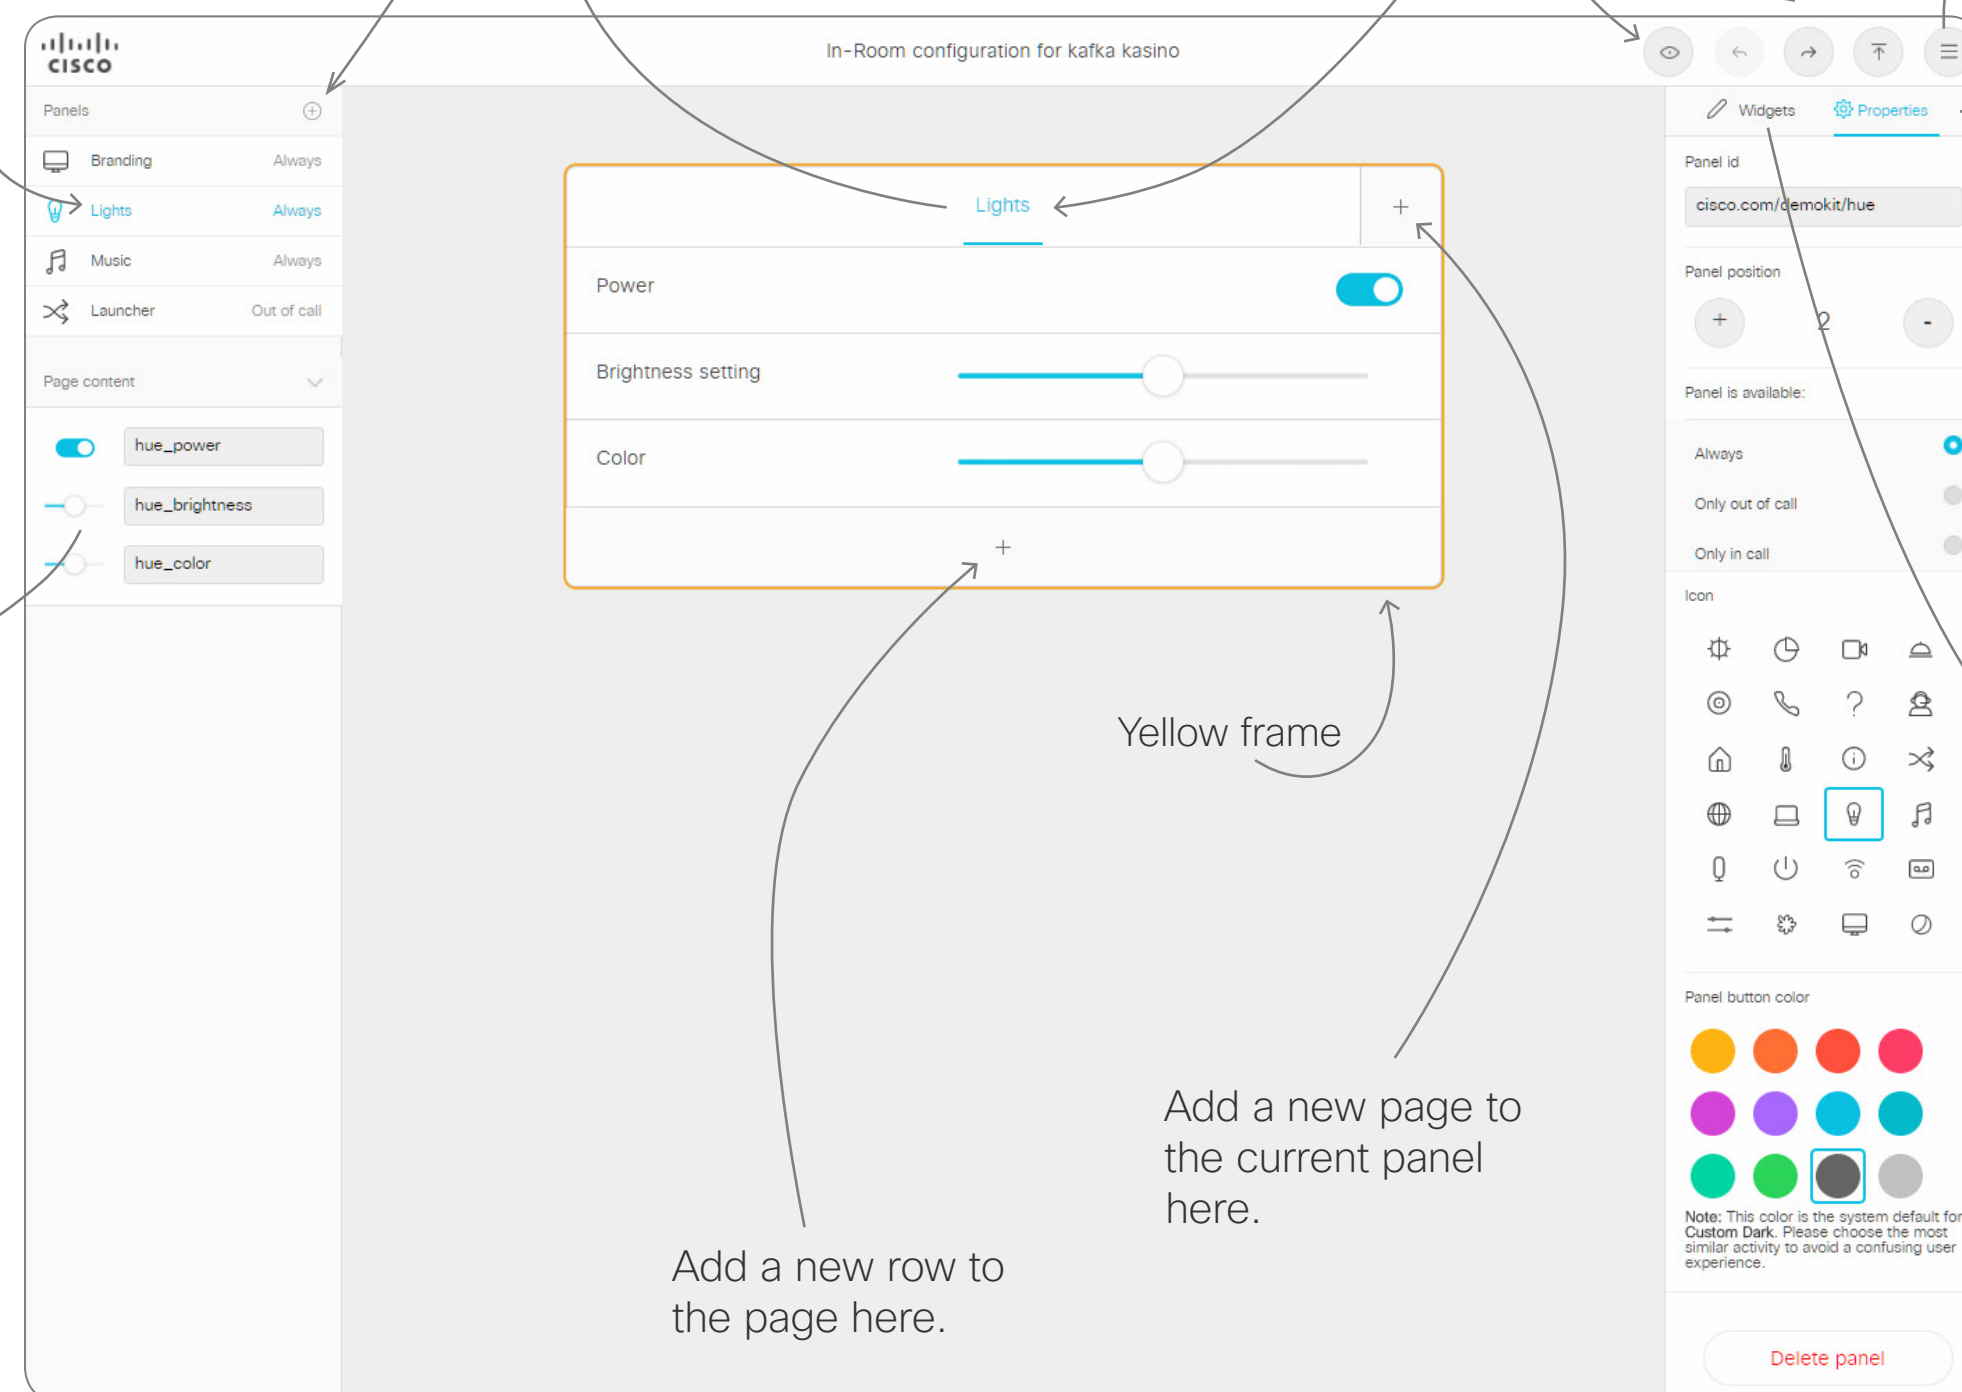 CISCO
In-Room configuration for kafka kasino
Panels
Branding Always
Lights Always
Music Always
Launcher Out of call
Page content
hue_power
hue_brightness
hue_color
Lights
+
Power
Brightness setting
Color
+
Yellow frame
Add a new page to
the current panel
here.
Add a new row to
the page here.
Widgets Properties
Panel id
cisco.com/demokit/hue
Panel position
+ 2 -
Panel is available:
Always
Only out of call
Only in call
Icon
Panel button color
Note: This color is the system default for
Custom Dark. Please choose the most
similar activity to avoid a confusing user
experience.
Delete panel